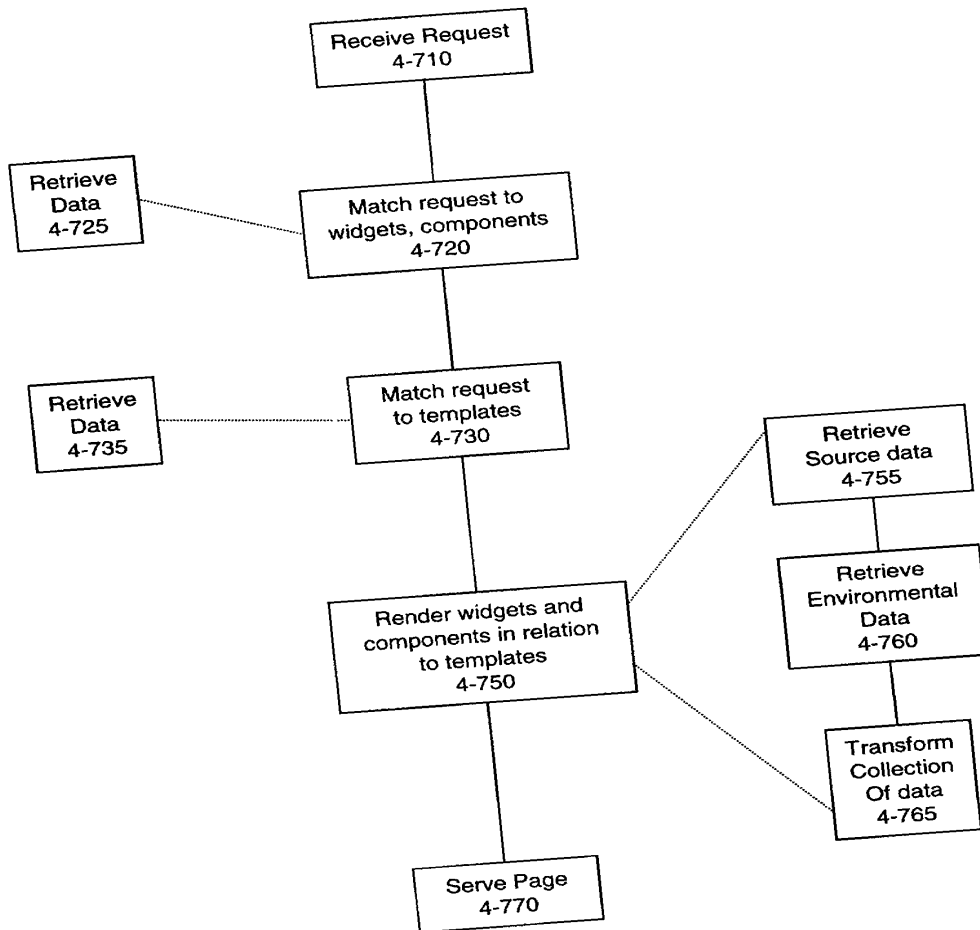 Receive Request
4-710
Retrieve
Data
4-725
Match request to
widgets, components
4-720
Retrieve
Data
4-735
Match request
to templates
4-730
Retrieve
Source data
4-755
Retrieve
Environmental
Data
4-760
Render widgets and
components in relation
to templates
4-750
Transform
Collection
Of data
4-765
Serve Page
4-770